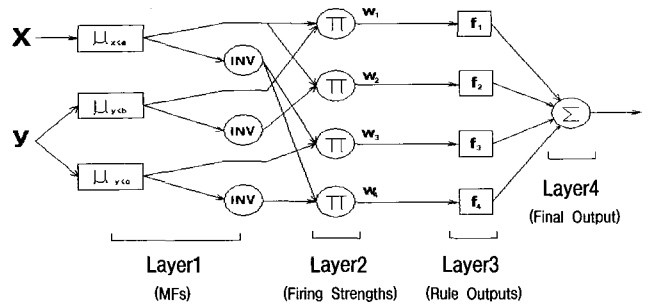 X
y
μx<a
μy<b
μy<c
INV
INV
INV
Π w1 f1
Π w2 f2
Π w3 f3
Π w4 f4
Σ
Layer1
(MFs)
Layer2
(Firing Strengths)
Layer3
(Rule Outputs)
Layer4
(Final Output)